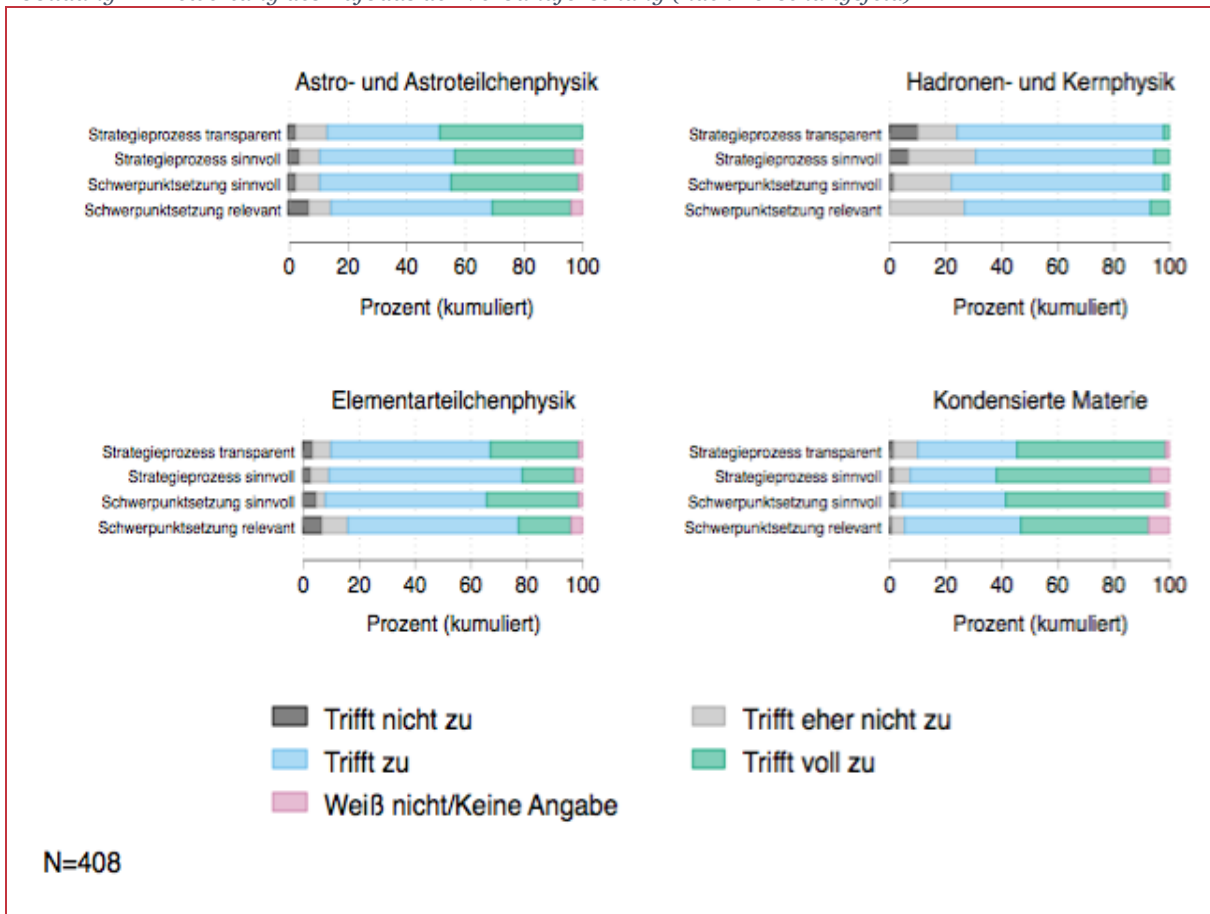 Astro- und Astroteilchenphysik
Strategieprozess transparent
Strategieprozess sinnvoll
Schwerpunktsetzung sinnvoll
Schwerpunktsetzung relevant
0 20 40 60 80 100
Prozent (kumuliert)
Hadronen- und Kernphysik
Strategieprozess transparent
Strategieprozess sinnvoll
Schwerpunktsetzung sinnvoll
Schwerpunktsetzung relevant
0 20 40 60 80 100
Prozent (kumuliert)
Elementarteilchenphysik
Strategieprozess transparent
Strategieprozess sinnvoll
Schwerpunktsetzung sinnvoll
Schwerpunktsetzung relevant
0 20 40 60 80 100
Prozent (kumuliert)
Kondensierte Materie
Strategieprozess transparent
Strategieprozess sinnvoll
Schwerpunktsetzung sinnvoll
Schwerpunktsetzung relevant
0 20 40 60 80 100
Prozent (kumuliert)
Trifft nicht zu
Trifft eher nicht zu
Trifft zu
Trifft voll zu
Weiß nicht/Keine Angabe
N=408